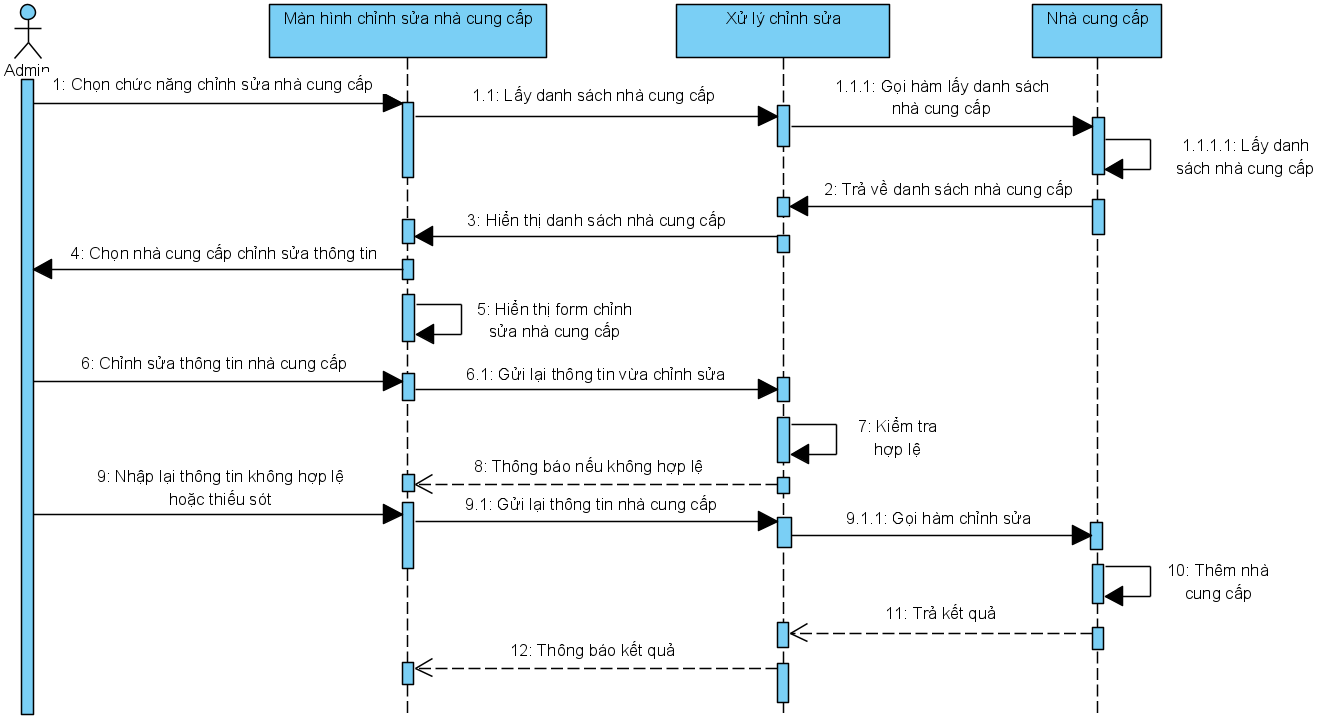 Màn hình chỉnh sửa nhà cung cấp
Xử lý chỉnh sửa
Nhà cung cấp
Admin
1: Chọn chức năng chỉnh sửa nhà cung cấp
1.1: Lấy danh sách nhà cung cấp
1.1.1: Gọi hàm lấy danh sách
nhà cung cấp
1.1.1.1: Lấy danh
sách nhà cung cấp
2: Trả về danh sách nhà cung cấp
3: Hiển thị danh sách nhà cung cấp
4: Chọn nhà cung cấp chỉnh sửa thông tin
5: Hiển thị form chỉnh
sửa nhà cung cấp
6: Chỉnh sửa thông tin nhà cung cấp
6.1: Gửi lại thông tin vừa chỉnh sửa
7: Kiểm tra
hợp lệ
8: Thông báo nếu không hợp lệ
9: Nhập lại thông tin không hợp lệ
hoặc thiếu sót
9.1: Gửi lại thông tin nhà cung cấp
9.1.1: Gọi hàm chỉnh sửa
10: Thêm nhà
cung cấp
11: Trả kết quả
12: Thông báo kết quả